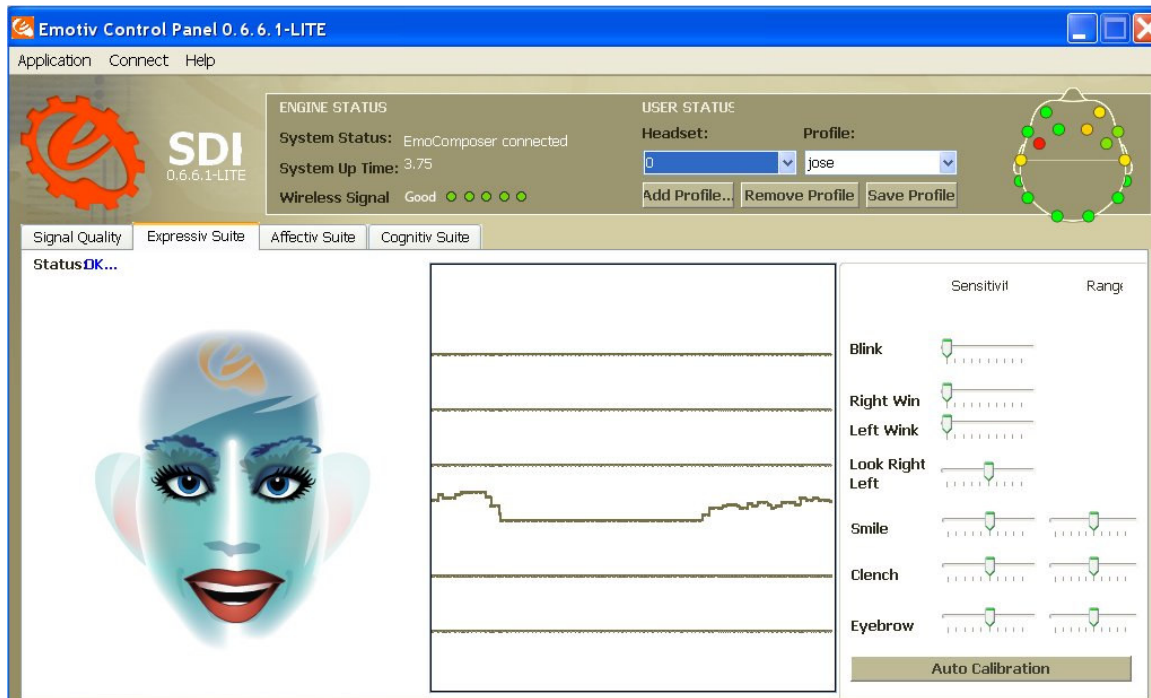 Emotiv Control Panel 0.6.6.1-LITE
Application Connect Help
ENGINE STATUS
System Status: EmoComposer connected
System Up Time: 3.75
Wireless Signal Good
USER STATUS
Headset: Profile:
0 jose
Add Profile... Remove Profile Save Profile
SDK
0.6.6.1-LITE
Signal Quality Expressiv Suite Affectiv Suite Cognitiv Suite
Status:OK...
Sensitivit Range
Blink
Right Win
Left Wink
Look Right
Left
Smile
Clench
Eyebrow
Auto Calibration